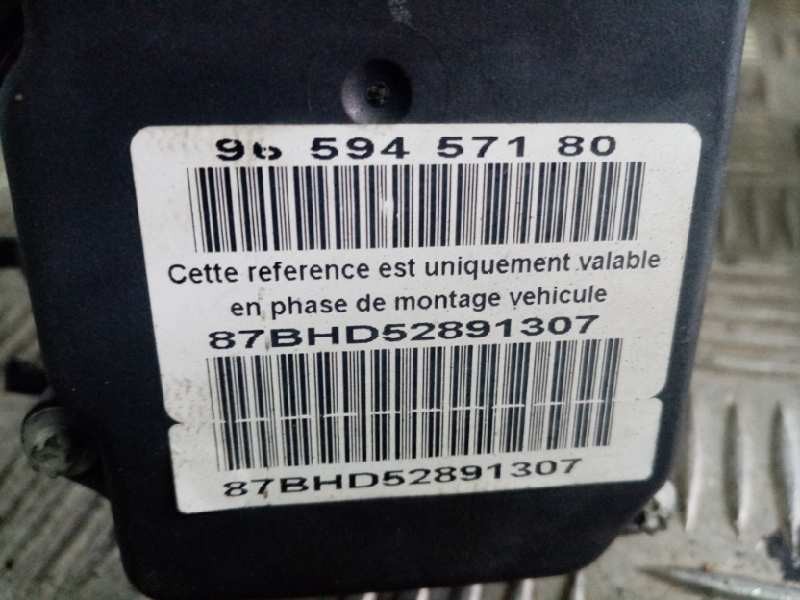 96 594 571 80
Cette reference est uniquement valable
en phase de montage vehicule
87BHD52891307
87BHD52891307